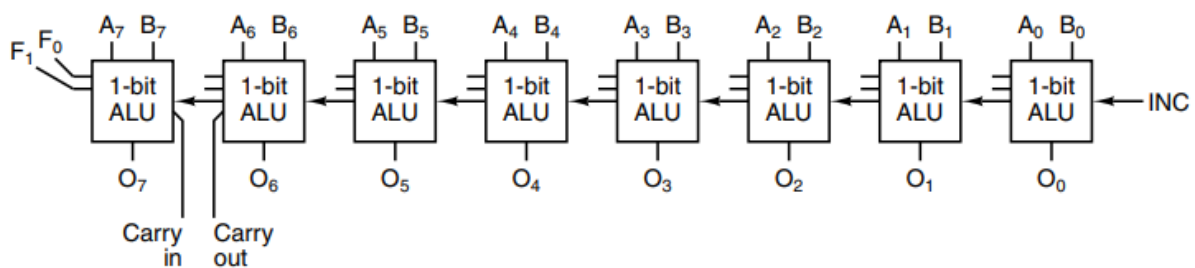 F₁ F₀ A₇ B₇ A₆ B₆ A₅ B₅ A₄ B₄ A₃ B₃ A₂ B₂ A₁ B₁ A₀ B₀
1-bit 1-bit 1-bit 1-bit 1-bit 1-bit 1-bit 1-bit
ALU ALU ALU ALU ALU ALU ALU ALU INC
O₇ O₆ O₅ O₄ O₃ O₂ O₁ O₀
Carry Carry
in out